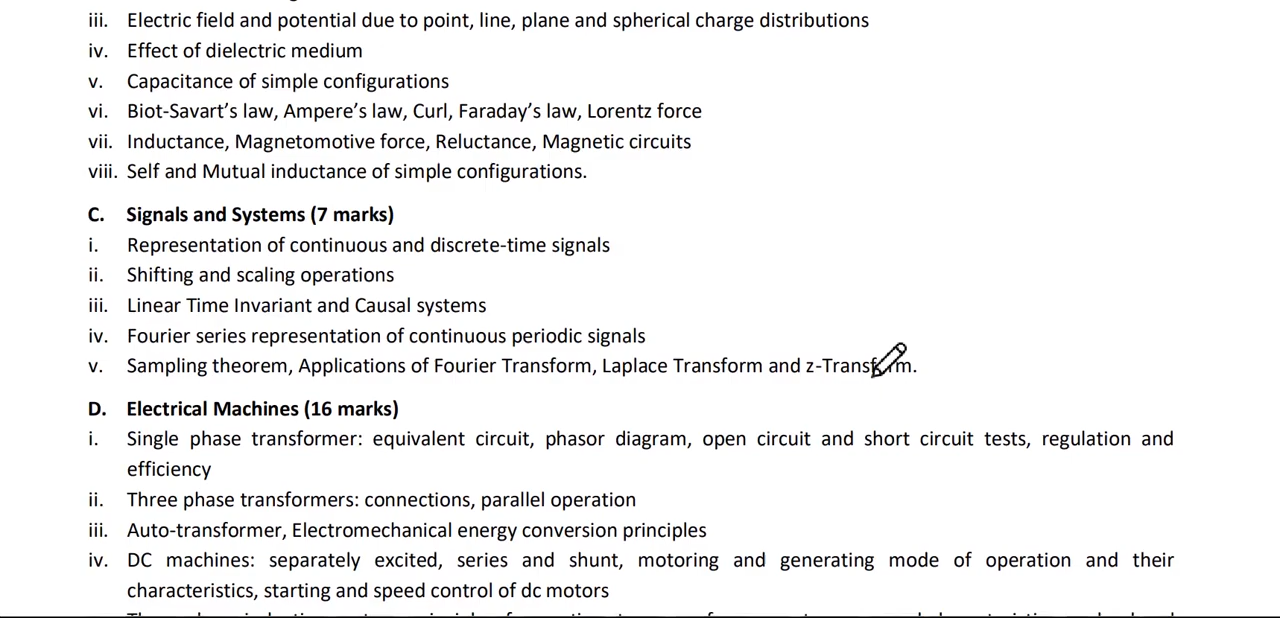 iii. Electric field and potential due to point, line, plane and spherical charge distributions
iv. Effect of dielectric medium
v. Capacitance of simple configurations
vi. Biot-Savart’s law, Ampere’s law, Curl, Faraday’s law, Lorentz force
vii. Inductance, Magnetomotive force, Reluctance, Magnetic circuits
viii. Self and Mutual inductance of simple configurations.
C. Signals and Systems (7 marks)
i. Representation of continuous and discrete-time signals
ii. Shifting and scaling operations
iii. Linear Time Invariant and Causal systems
iv. Fourier series representation of continuous periodic signals
v. Sampling theorem, Applications of Fourier Transform, Laplace Transform and z-Transform.
D. Electrical Machines (16 marks)
i. Single phase transformer: equivalent circuit, phasor diagram, open circuit and short circuit tests, regulation and
efficiency
ii. Three phase transformers: connections, parallel operation
iii. Auto-transformer, Electromechanical energy conversion principles
iv. DC machines: separately excited, series and shunt, motoring and generating mode of operation and their
characteristics, starting and speed control of dc motors